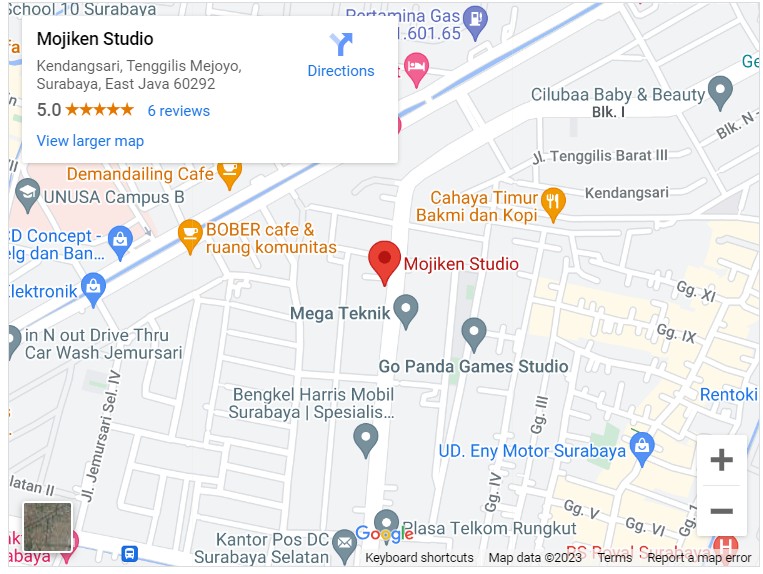 School 10 Surabaya
Pertamina Gas
1.601.65
Mojiken Studio
Kendangsari, Tenggilis Mejoyo,
Surabaya, East Java 60292
Directions
5.0
6 reviews
View larger map
Cilubaa Baby & Beauty
Blk. I
Blk. N
Jl. Tenggilis Barat III
Kendangsari
Demandailing Cafe
UNUSA Campus B
Cahaya Timur
Bakmi dan Kopi
BOBER cafe &
ruang komunitas
CD Concept -
elg dan Ban...
Mojiken Studio
Elektronik
Gg. XI
Mega Teknik
Gg. IX
in N out Drive Thru
Car Wash Jemursari
Go Panda Games Studio
Jl. Jemursari Sel. IV
Bengkel Harris Mobil
Surabaya | Spesialis...
Rentoki
Gg. III
UD. Eny Motor Surabaya
Gg. IV
elatan II
Gg. V
Gg. VI
Gg. 1
Plasa Telkom Rungkut
Kantor Pos DC
Surabaya Selatan
abaya
RS Royal Surabaya
Google
Keyboard shortcuts
Map data ©2023
Terms
Report a map error